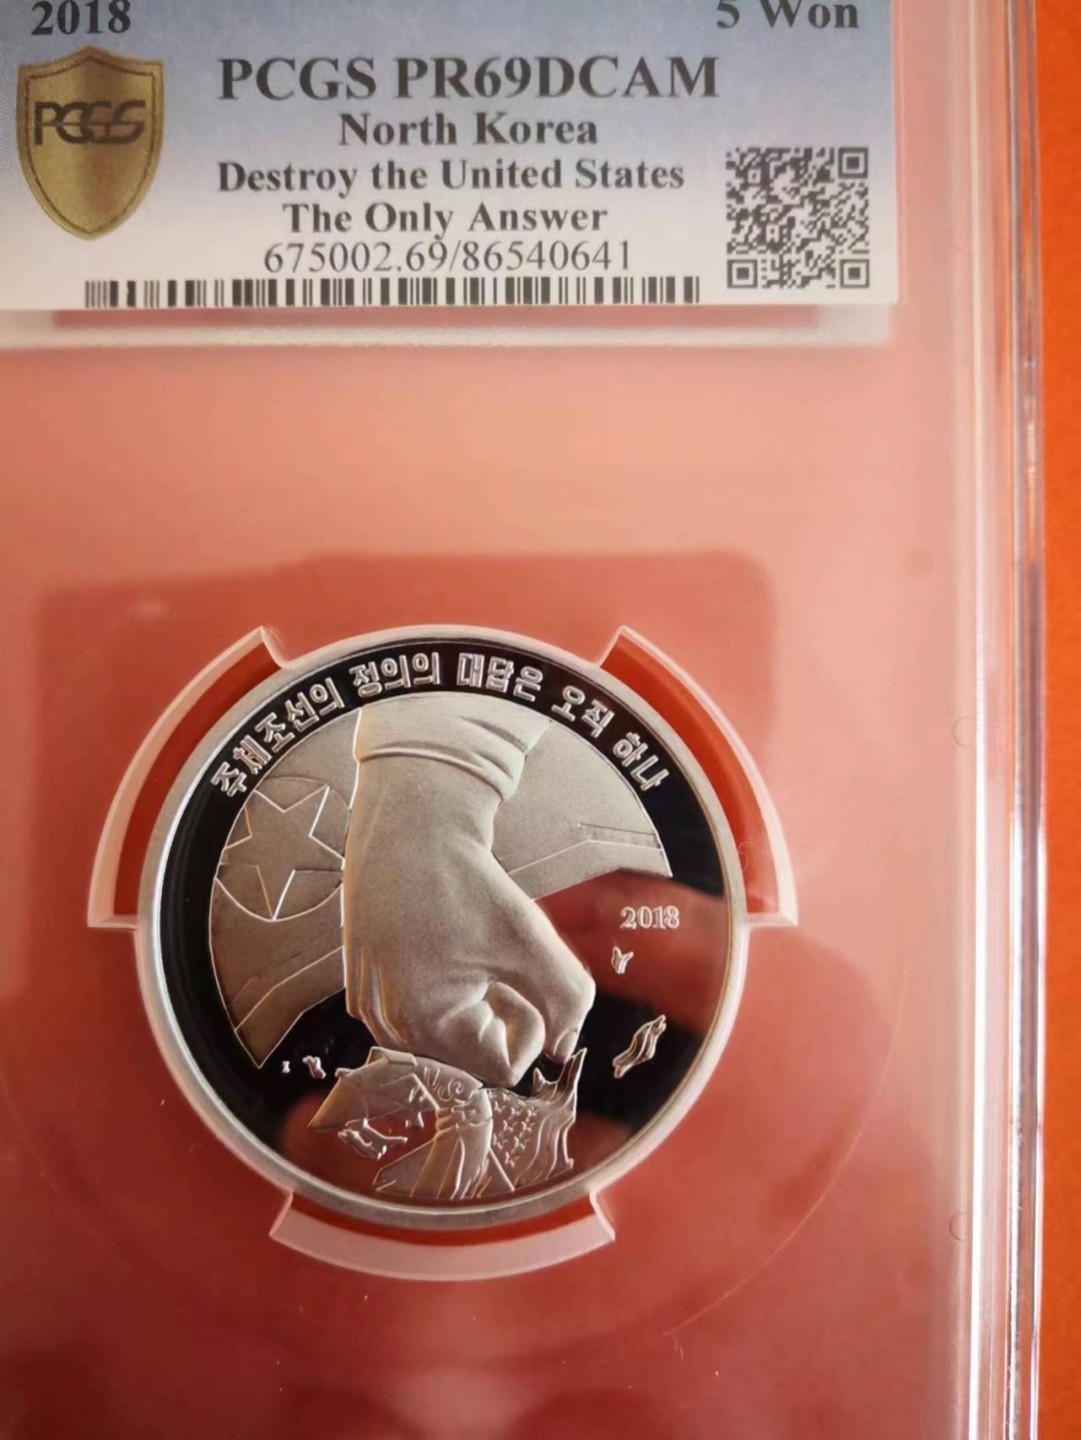 2018 5 Won
PCGS PCGS PR69DCAM
North Korea
Destroy the United States
The Only Answer
675002.69/86540641
주체조선의 정의의 대답은 오직 하나
2018
US